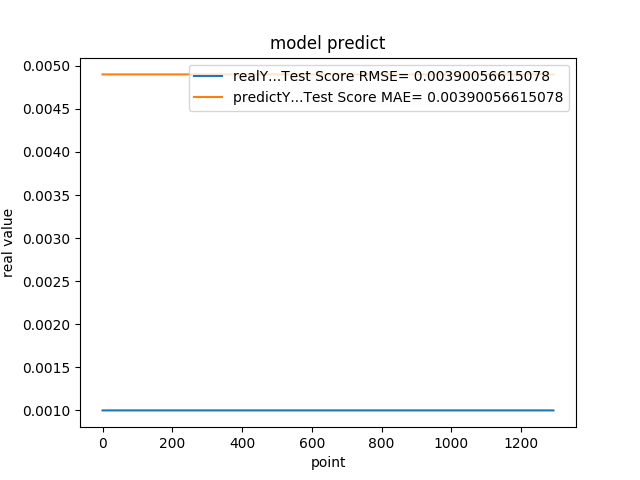 model predict
realY...Test Score RMSE= 0.00390056615078
predictY...Test Score MAE= 0.00390056615078
0.0050
0.0045
0.0040
0.0035
0.0030
0.0025
0.0020
0.0015
0.0010
real value
0 200 400 600 800 1000 1200
point